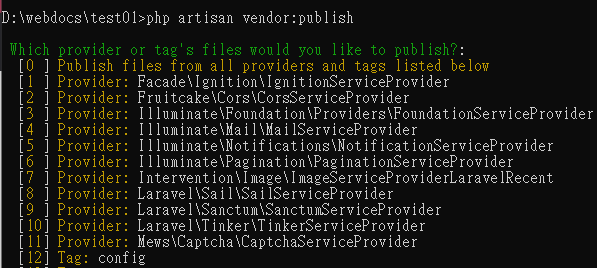 D:\webdocs\test01>php artisan vendor:publish
Which provider or tag's files would you like to publish?:
[0 ] Publish files from all providers and tags listed below
[1 ] Provider: Facade\Ignition\IgnitionServiceProvider
[2 ] Provider: Fruitcake\Cors\CorsServiceProvider
[3 ] Provider: Illuminate\Foundation\Providers\FoundationServiceProvider
[4 ] Provider: Illuminate\Mail\MailServiceProvider
[5 ] Provider: Illuminate\Notifications\NotificationServiceProvider
[6 ] Provider: Illuminate\Pagination\PaginationServiceProvider
[7 ] Provider: Intervention\Image\ImageServiceProviderLaravelRecent
[8 ] Provider: Laravel\Sail\SailServiceProvider
[9 ] Provider: Laravel\Sanctum\SanctumServiceProvider
[10] Provider: Laravel\Tinker\TinkerServiceProvider
[11] Provider: Mews\Captcha\CaptchaServiceProvider
[12] Tag: config